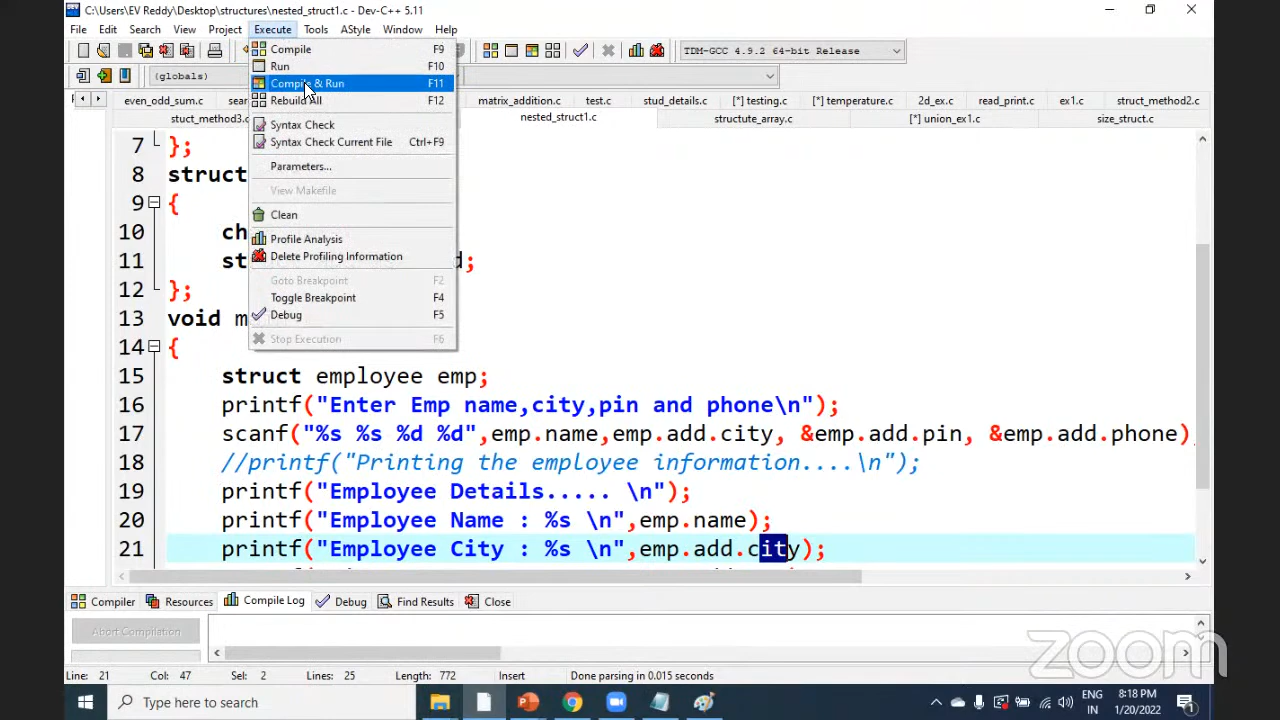 C:\Users\EV Reddy\Desktop\structures\nested_struct1.c - Dev-C++ 5.11
File Edit Search View Project Execute Tools AStyle Window Help
TDM-GCC 4.9.2 64-bit Release
(globals)
Compile F9
Run F10
Compile & Run F11
Rebuild All F12
Syntax Check
Syntax Check Current File Ctrl+F9
Parameters...
View Makefile
Clean
Profile Analysis
Delete Profiling Information
Goto Breakpoint F2
Toggle Breakpoint F4
Debug F5
Stop Execution F6
even_odd_sum.c sear matrix_addition.c test.c stud_details.c [*] testing.c [*] temperature.c 2d_ex.c read_print.c ex1.c struct_method2.c
stuct_method3.c nested_struct1.c structute_array.c [*] union_ex1.c size_struct.c
7 };
8 struct
9 {
10 ch
11 st d;
12 };
13 void m
14 {
15 struct employee emp;
16 printf("Enter Emp name,city,pin and phone\n");
17 scanf("%s %s %d %d",emp.name,emp.add.city, &emp.add.pin, &emp.add.phone)
18 //printf("Printing the employee information....\n");
19 printf("Employee Details..... \n");
20 printf("Employee Name : %s \n",emp.name);
21 printf("Employee City : %s \n",emp.add.city);
Compiler Resources Compile Log Debug Find Results Close
Abort Compilation
zoom
Line: 21 Col: 47 Sel: 2 Lines: 25 Length: 772 Insert Done parsing in 0.015 seconds
Type here to search
ENG
IN
8:18 PM
1/20/2022
1